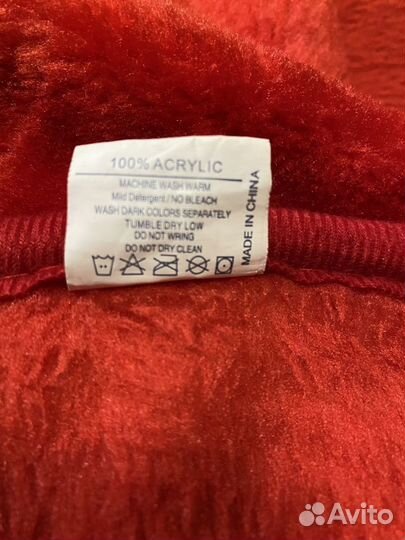 100% ACRYLIC
MACHINE WASH WARM
Mild Detergent / NO BLEACH
WASH DARK COLORS SEPARATELY
TUMBLE DRY LOW
DO NOT WRING
DO NOT DRY CLEAN
MADE IN CHINA
Avito